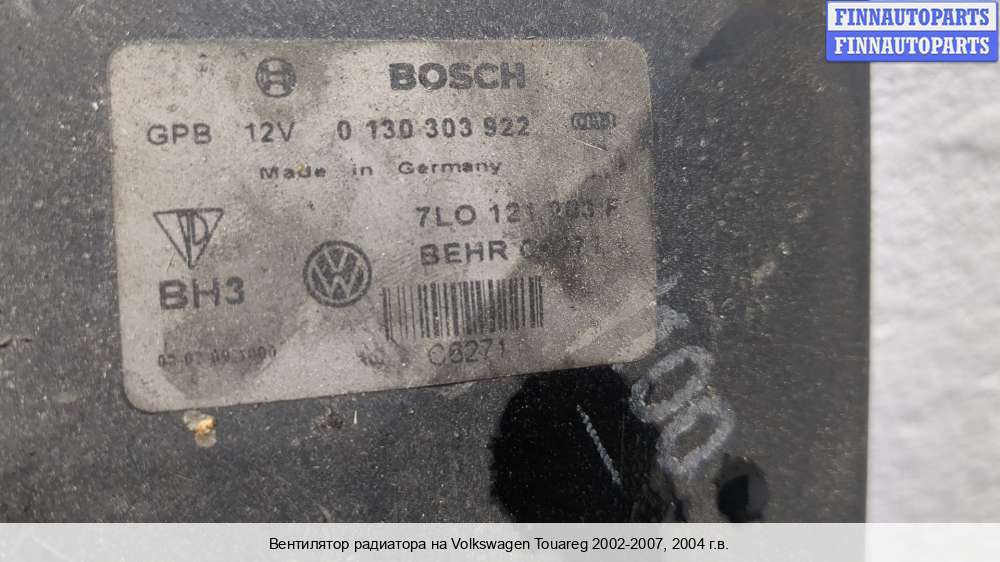 FINNAUTOPARTS
FINNAUTOPARTS
BOSCH
GPB 12V 0 130 303 922
Made in Germany
7LO 121 203 F
BEHR
BH3
C6271
Вентилятор радиатора на Volkswagen Touareg 2002-2007, 2004 г.в.